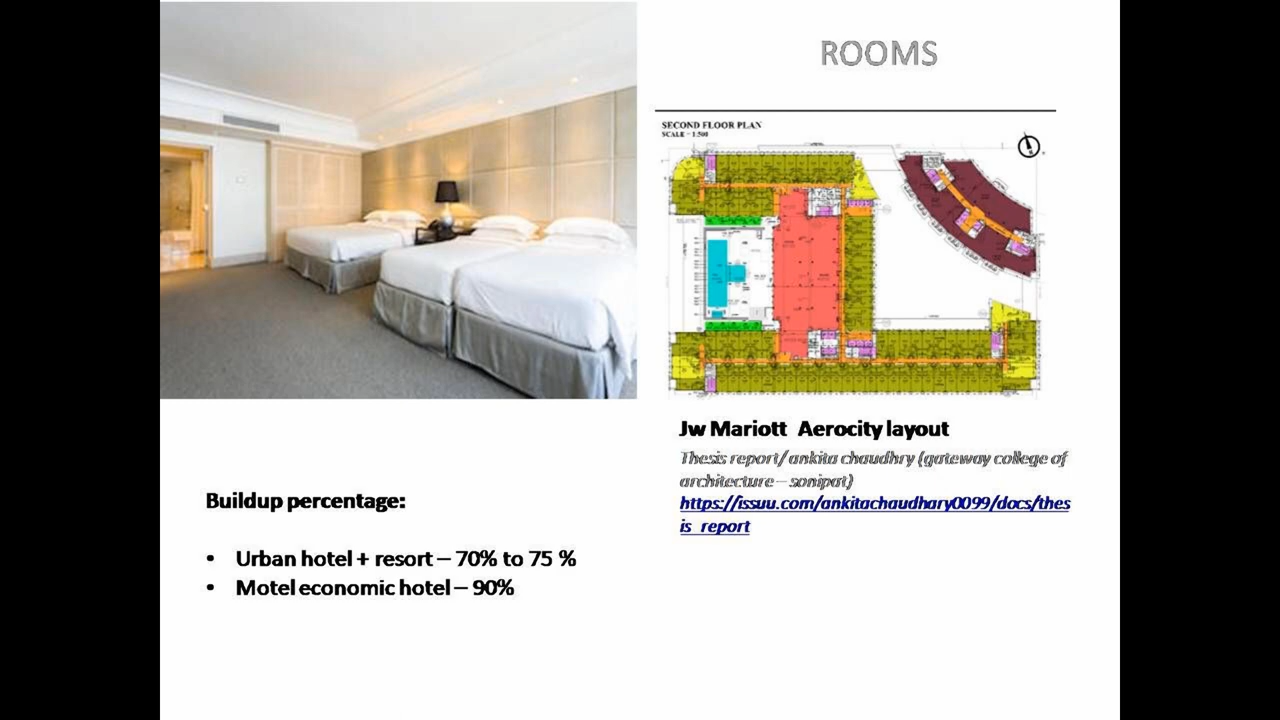 ROOMS
SECOND FLOOR PLAN
SCALE - 1:500
Jw Mariott Aerocity layout
Thesis report/ ankita chaudhry (gateway college of
architecture – sonipat)
https://issuu.com/ankitachaudhary0099/docs/thes
is_report
Buildup percentage:
• Urban hotel + resort – 70% to 75 %
• Motel economic hotel – 90%